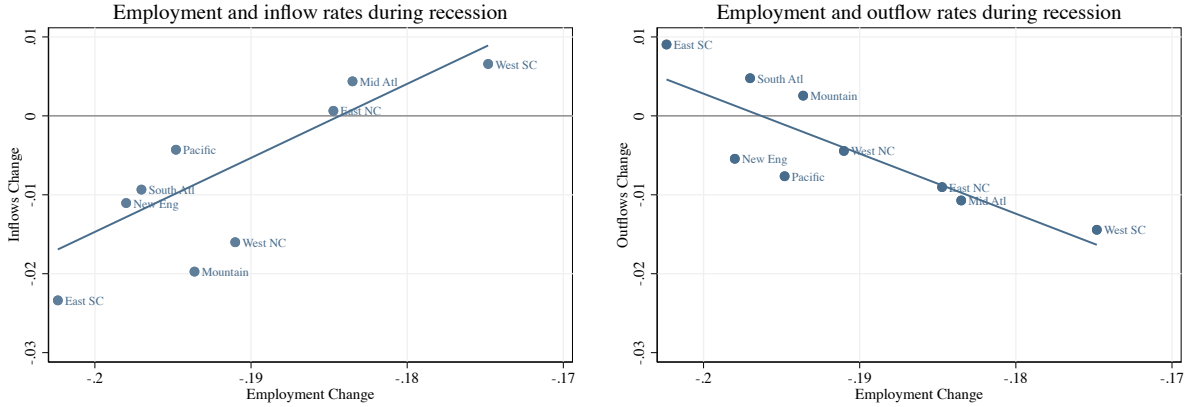 Employment and inflow rates during recession
.01
0
-.01
-.02
-.03
Inflows Change
West SC
Mid Atl
East NC
Pacific
South Atl
New Eng
West NC
Mountain
East SC
-.2
-.19
-.18
-.17
Employment Change
Employment and outflow rates during recession
.01
0
-.01
-.02
-.03
Outflows Change
East SC
South Atl
Mountain
West NC
New Eng
Pacific
East NC
Mid Atl
West SC
-.2
-.19
-.18
-.17
Employment Change